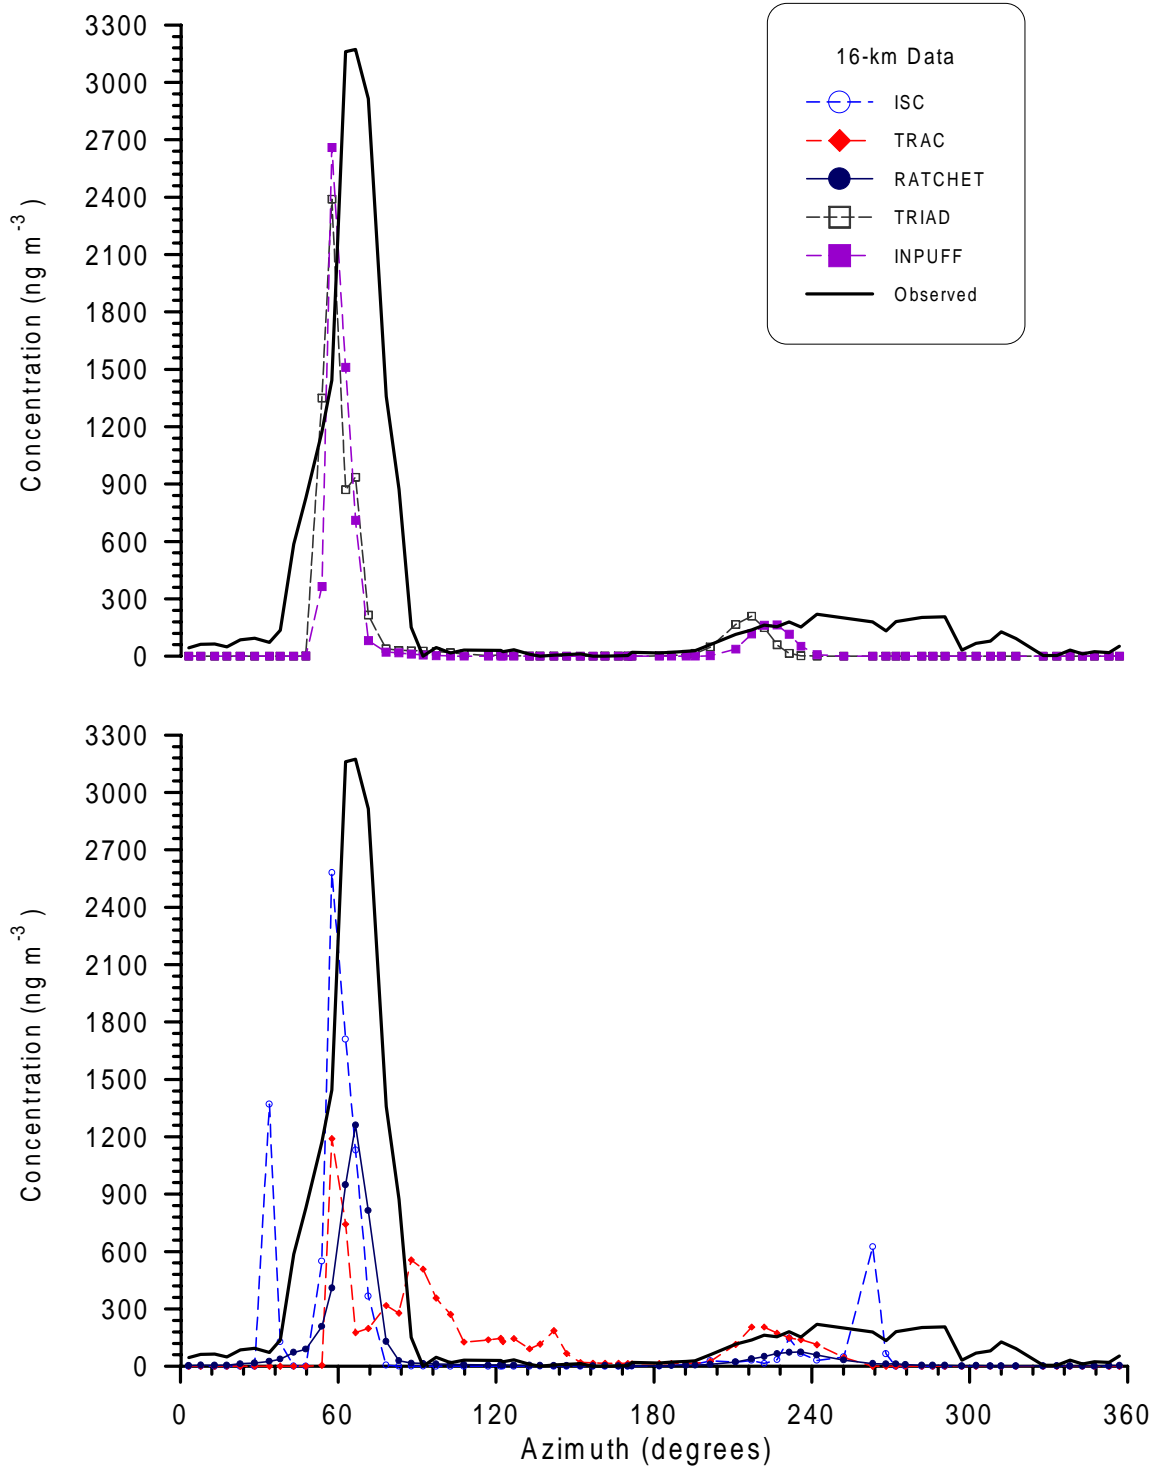 16-km Data
ISC
TRAC
RATCHET
TRIAD
INPUFF
Observed
3300
3000
2700
2400
2100
1800
1500
1200
900
600
300
0
Concentration (ng m-3)
3300
3000
2700
2400
2100
1800
1500
1200
900
600
300
0
Concentration (ng m-3)
0 60 120 180 240 300 360
Azimuth (degrees)